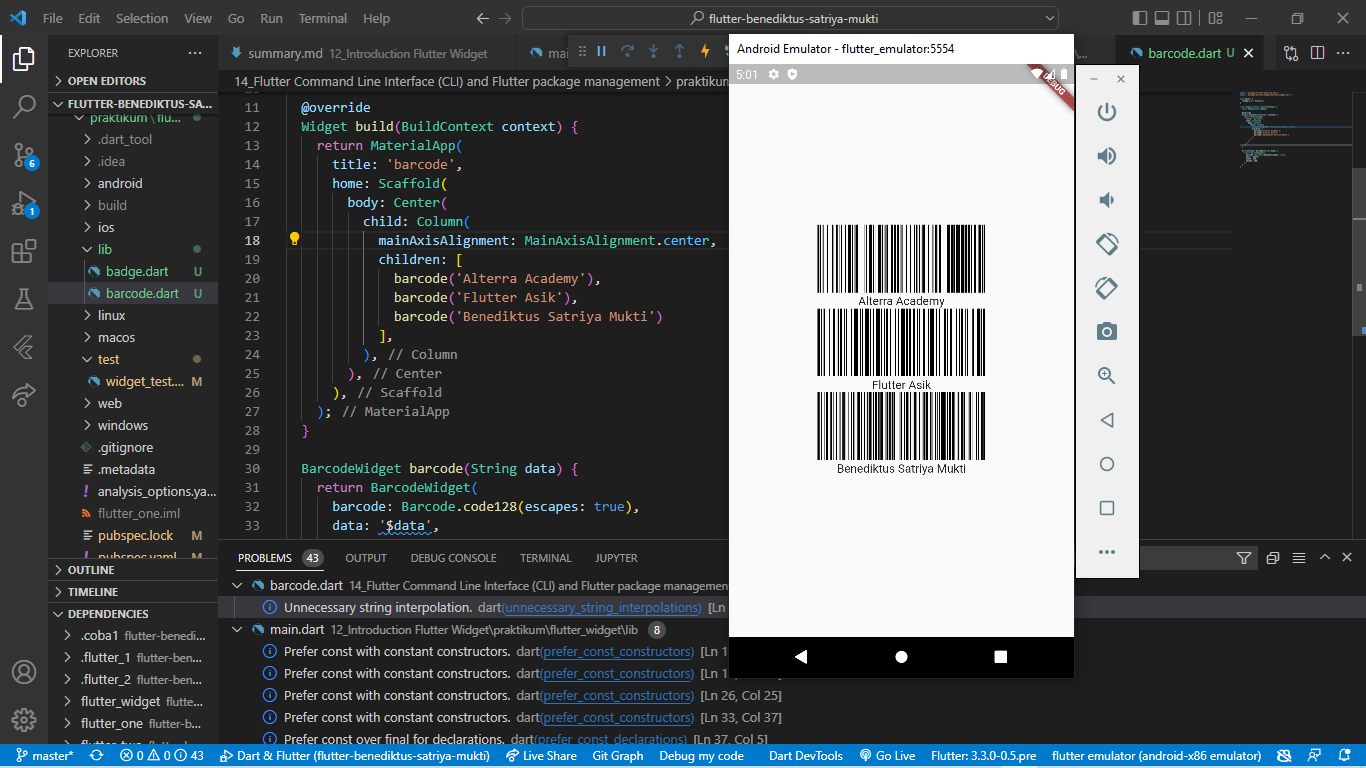 File Edit Selection View Go Run Terminal Help
flutter-benediktus-satriya-mukti
EXPLORER
OPEN EDITORS
FLUTTER-BENEDIKTUS-SA...
praktikum \ flu...
.dart_tool
.idea
android
build
ios
lib
badge.dart U
barcode.dart U
linux
macos
test
widget_test.... M
web
windows
.gitignore
.metadata
analysis_options.ya...
flutter_one.iml
pubspec.lock M
pubspec.yaml M
OUTLINE
TIMELINE
DEPENDENCIES
.coba1 flutter-benedi...
.flutter_1 flutter-ben...
.flutter_2 flutter-ben...
flutter_widget flutte...
flutter_one flutter-b...
6
1
summary.md 12_Introduction Flutter Widget
barcode.dart U
14_Flutter Command Line Interface (CLI) and Flutter package management > praktikum
11 @override
12 Widget build(BuildContext context) {
13 return MaterialApp(
14 title: 'barcode',
15 home: Scaffold(
16 body: Center(
17 child: Column(
18 mainAxisAlignment: MainAxisAlignment.center,
19 children: [
20 barcode('Alterra Academy'),
21 barcode('Flutter Asik'),
22 barcode('Benediktus Satriya Mukti')
23 ],
24 ), // Column
25 ), // Center
26 ), // Scaffold
27 ); // MaterialApp
28 }
29
30 BarcodeWidget barcode(String data) {
31 return BarcodeWidget(
32 barcode: Barcode.code128(escapes: true),
33 data: '$data',
Android Emulator - flutter_emulator:5554
5:01
DEBUG
Alterra Academy
Flutter Asik
Benediktus Satriya Mukti
PROBLEMS 43 OUTPUT DEBUG CONSOLE TERMINAL JUPYTER
barcode.dart 14_Flutter Command Line Interface (CLI) and Flutter package management
Unnecessary string interpolation. dart(unnecessary_string_interpolations) [Ln
main.dart 12_Introduction Flutter Widget\praktikum\flutter_widget\lib 8
Prefer const with constant constructors. dart(prefer_const_constructors) [Ln 1
Prefer const with constant constructors. dart(prefer_const_constructors) [Ln 1
Prefer const with constant constructors. dart(prefer_const_constructors) [Ln 26, Col 25]
Prefer const with constant constructors. dart(prefer_const_constructors) [Ln 33, Col 37]
Prefer const over final for declarations. dart(prefer_const_declarations) [Ln 37, Col 5]
master* 0 0 43 Dart & Flutter (flutter-benediktus-satriya-mukti) Live Share Git Graph Debug my code Dart DevTools Go Live Flutter: 3.3.0-0.5.pre flutter emulator (android-x86 emulator)